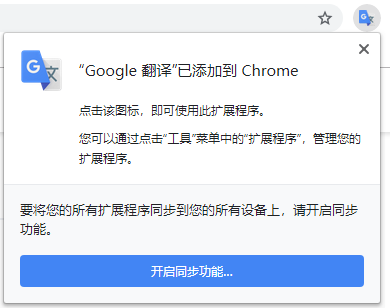 “Google 翻译”已添加到 Chrome
点击该图标，即可使用此扩展程序。
您可以通过点击“工具”菜单中的“扩展程序”，管理您的
扩展程序。
要将您的所有扩展程序同步到您的所有设备上，请开启同步
功能。
开启同步功能...